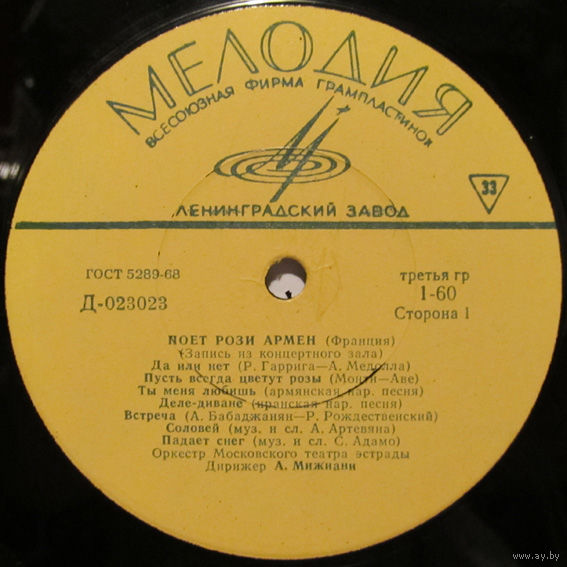 МЕЛОДИЯ
ВСЕСОЮЗНАЯ ФИРМА ГРАМПЛАСТИНОК
ЛЕНИНГРАДСКИЙ ЗАВОД
33
ГОСТ 5289-68
Д-023023
третья гр
1-60
Сторона 1
ПОЕТ РОЗИ АРМЕН (Франция)
(Запись из концертного зала)
Да или нет (Р. Гаррига—А. Медолла)
Пусть всегда цветут розы (Монти—Аве)
Ты меня любишь (армянская нар. песня)
Деле-диване (иранская нар. песня)
Встреча (А. Бабаджанян—Р. Рождественский)
Соловей (муз. и сл. А. Артевяна)
Падает снег (муз. и сл. С. Адамо)
Оркестр Московского театра эстрады
Дирижер А. Мижиани
www.ay.by